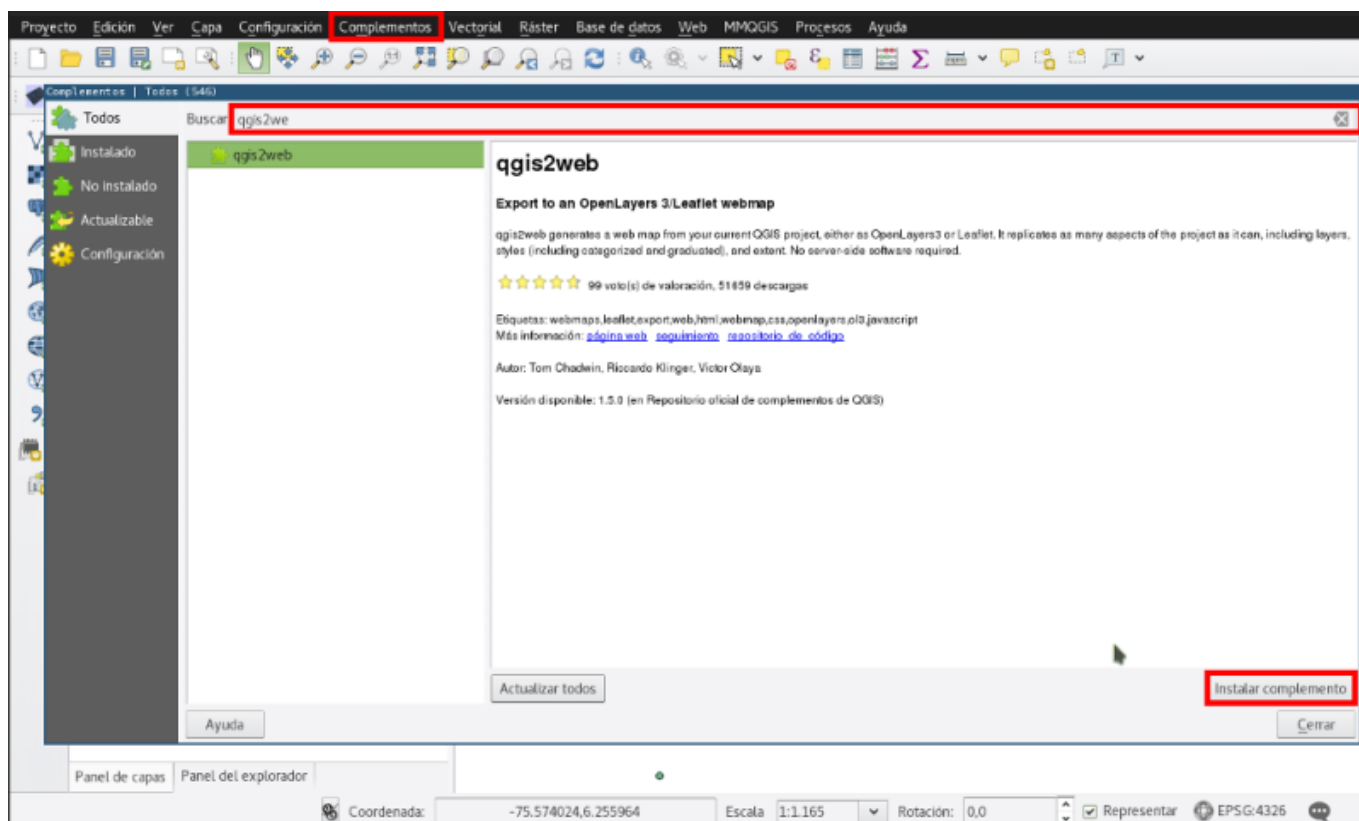 Proyecto Edición Ver Capa Configuración Complementos Vectorial Ráster Base de datos Web MMQGIS Procesos Ayuda
Complementos | Todos (546)
Todos
Buscar qgis2we
Instalado
No instalado
Actualizable
Configuración
qgis2web
qgis2web
Export to an OpenLayers 3/Leaflet webmap
qgis2web generates a web map from your current QGIS project, either as OpenLayers3 or Leaflet. It replicates as many aspects of the project as it can, including layers,
styles (including categorized and graduated), and extent. No server-side software required.
99 voto(s) de valoración, 51659 descargas
Etiquetas: webmaps,leaflet,export,web,html,webmap,css,openlayers,ol3,javascript
Más información: página web seguimiento repositorio de código
Autor: Tom Chadwin, Riccardo Klinger, Victor Olaya
Versión disponible: 1.5.0 (en Repositorio oficial de complementos de QGIS)
Actualizar todos
Instalar complemento
Ayuda
Cerrar
Panel de capas Panel del explorador
Coordenada: -75.574024,6.255964 Escala 1:1.165 Rotación: 0,0 Representar EPSG:4326